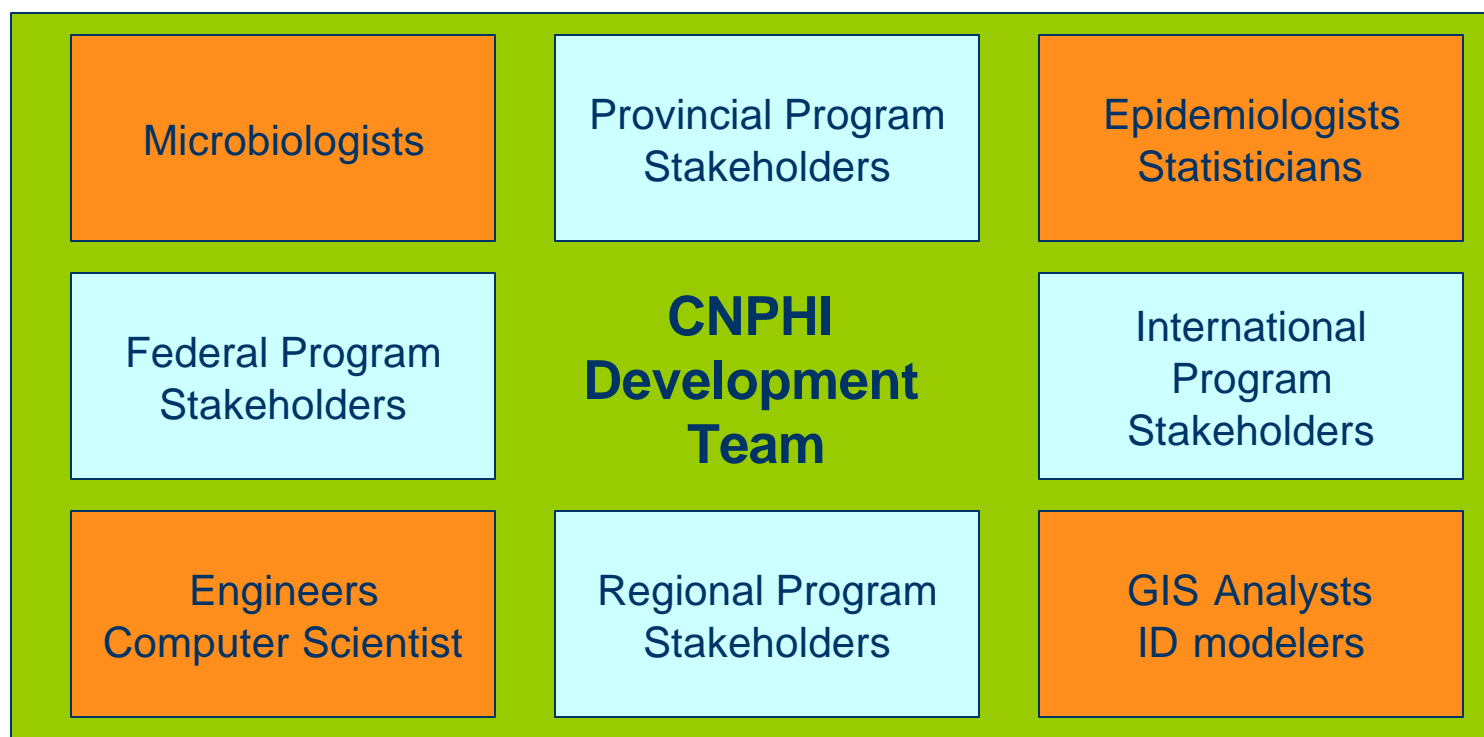 Microbiologists
Provincial Program
Stakeholders
Epidemiologists
Statisticians
Federal Program
Stakeholders
CNPHI
Development
Team
International
Program
Stakeholders
Engineers
Computer Scientist
Regional Program
Stakeholders
GIS Analysts
ID modelers